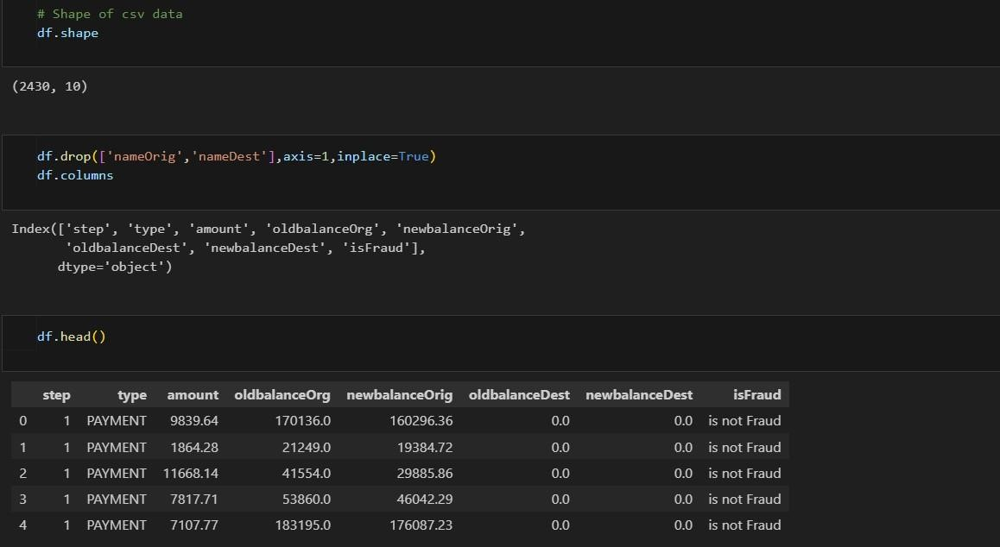 # Shape of csv data
df.shape
(2430, 10)
df.drop(['nameOrig','nameDest'],axis=1,inplace=True)
df.columns
Index(['step', 'type', 'amount', 'oldbalanceOrg', 'newbalanceOrig',
'oldbalanceDest', 'newbalanceDest', 'isFraud'],
dtype='object')
df.head()
step type amount oldbalanceOrg newbalanceOrig oldbalanceDest newbalanceDest isFraud
0 1 PAYMENT 9839.64 170136.0 160296.36 0.0 0.0 is not Fraud
1 1 PAYMENT 1864.28 21249.0 19384.72 0.0 0.0 is not Fraud
2 1 PAYMENT 11668.14 41554.0 29885.86 0.0 0.0 is not Fraud
3 1 PAYMENT 7817.71 53860.0 46042.29 0.0 0.0 is not Fraud
4 1 PAYMENT 7107.77 183195.0 176087.23 0.0 0.0 is not Fraud